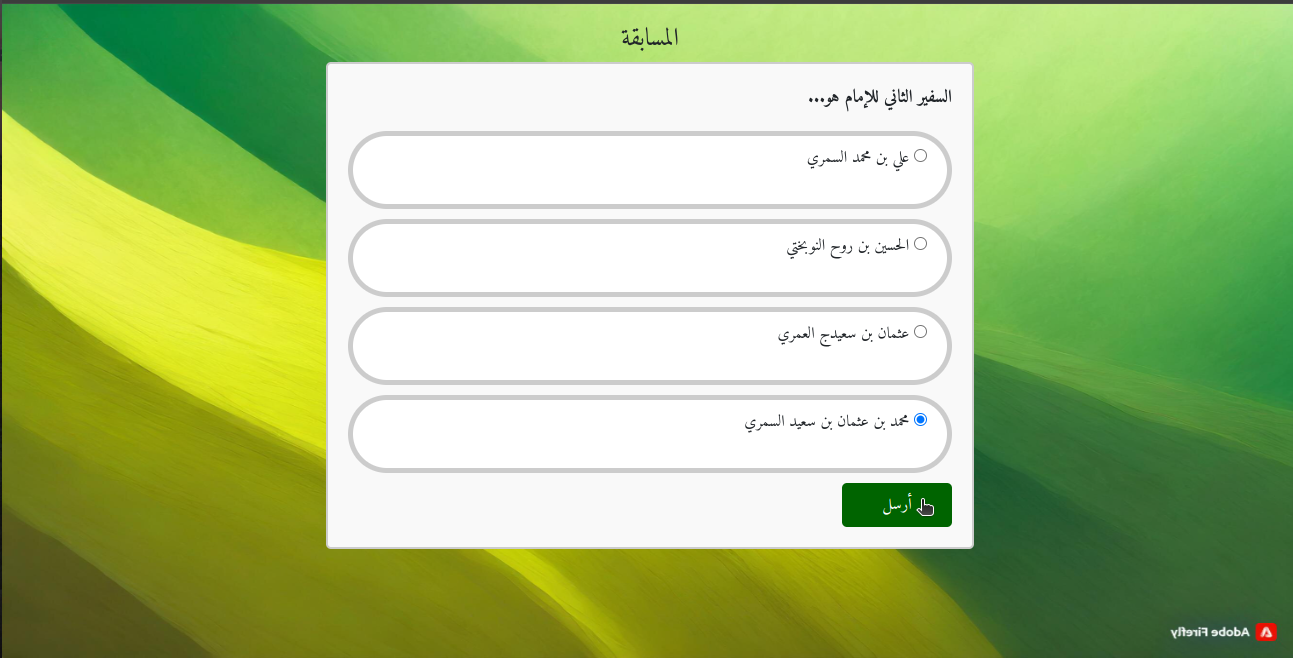 المسابقة
السفير الثاني للإمام هو...
علي بن محمد السمري
الحسين بن روح النوبختي
عثمان بن سعيدج العمري
محمد بن عثمان بن سعيد السمري
أرسل
Adobe Firefly